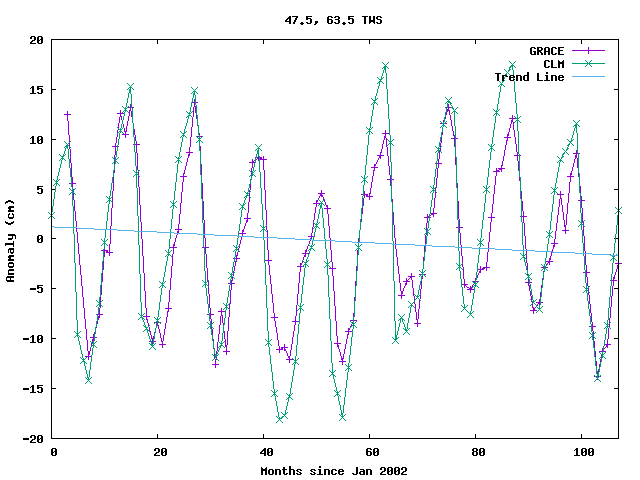 47.5, 63.5 TWS
GRACE
CLM
Trend Line
20
15
10
5
0
-5
-10
-15
-20
Anomaly (cm)
0 20 40 60 80 100
Months since Jan 2002